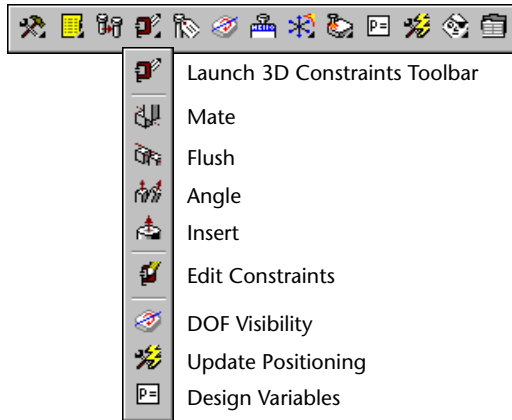 P=
Launch 3D Constraints Toolbar
Mate
Flush
Angle
Insert
Edit Constraints
DOF Visibility
Update Positioning
P= Design Variables